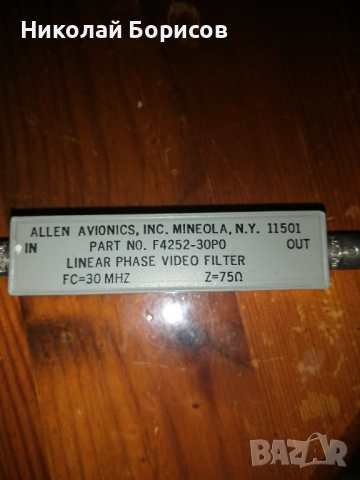 Николай Борисов
ALLEN AVIONICS, INC. MINEOLA, N.Y. 11501
IN PART NO. F4252-30P0 OUT
LINEAR PHASE VIDEO FILTER
FC=30 MHZ Z=75Ω
BAZAR